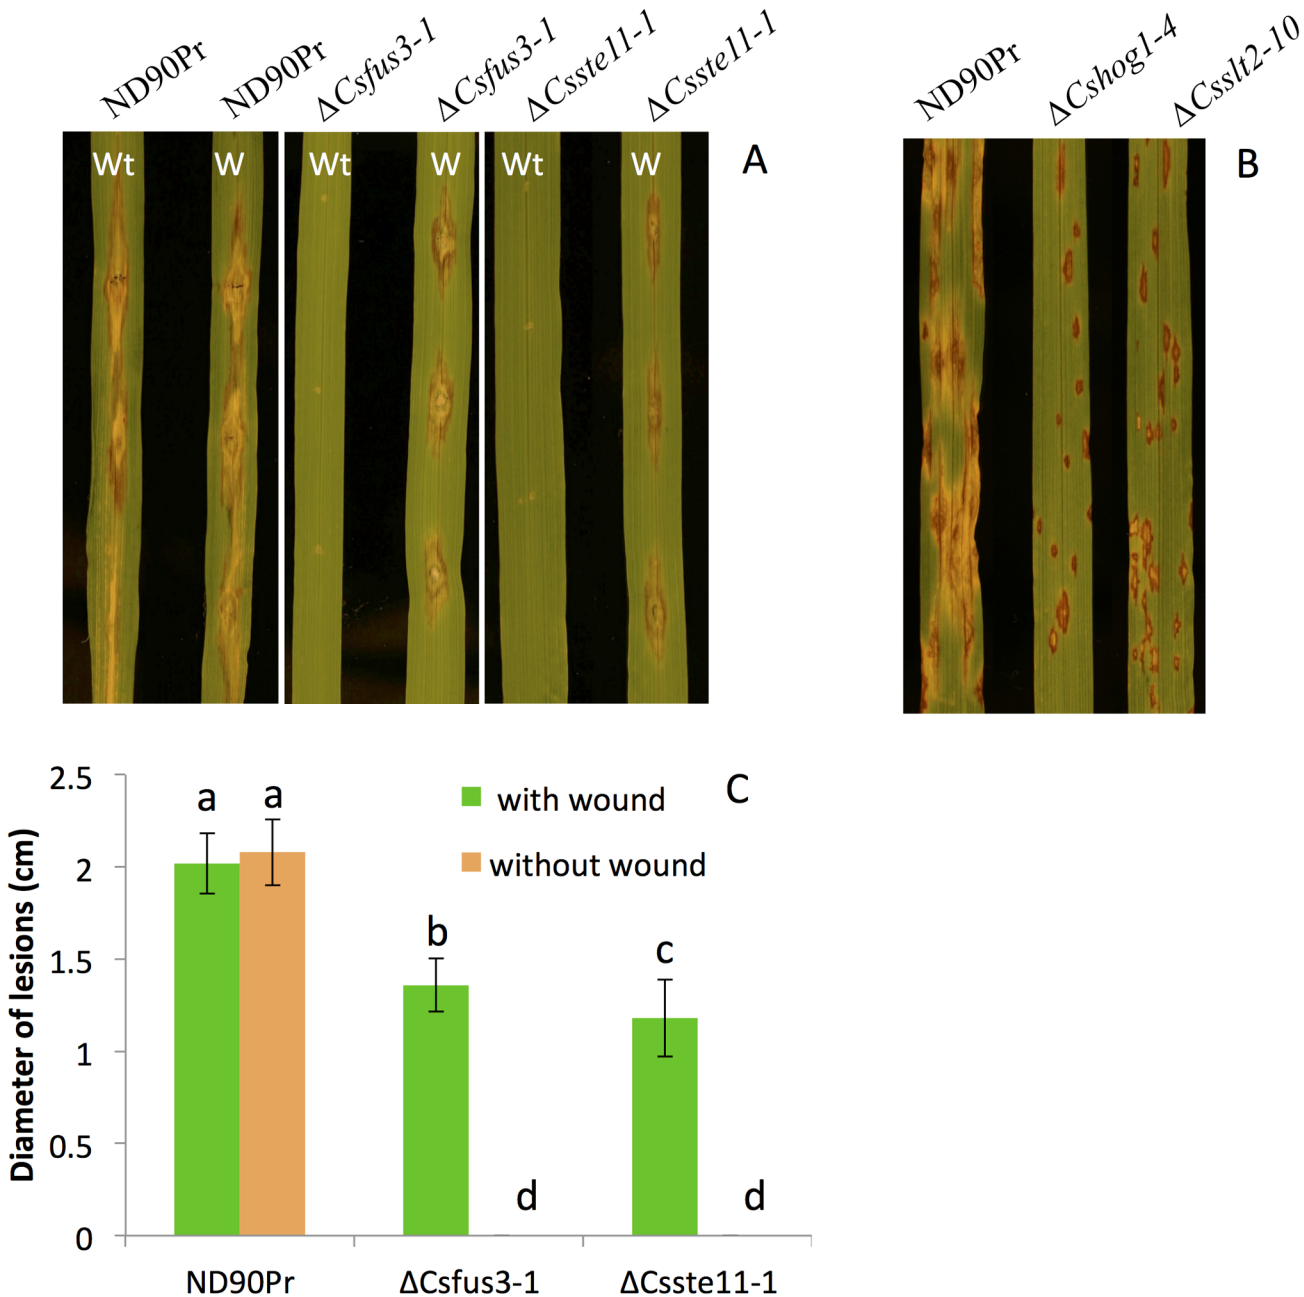 ND90Pr ND90Pr ΔCsfus3-1 ΔCsfus3-1 ΔCsste11-1 ΔCsste11-1
Wt W Wt W Wt W
A
ND90Pr ΔCshog1-4 ΔCsslt2-10
B
C
with wound
without wound
Diameter of lesions (cm)
2.5
2
1.5
1
0.5
0
a a
b
d
c
d
ND90Pr ΔCsfus3-1 ΔCsste11-1